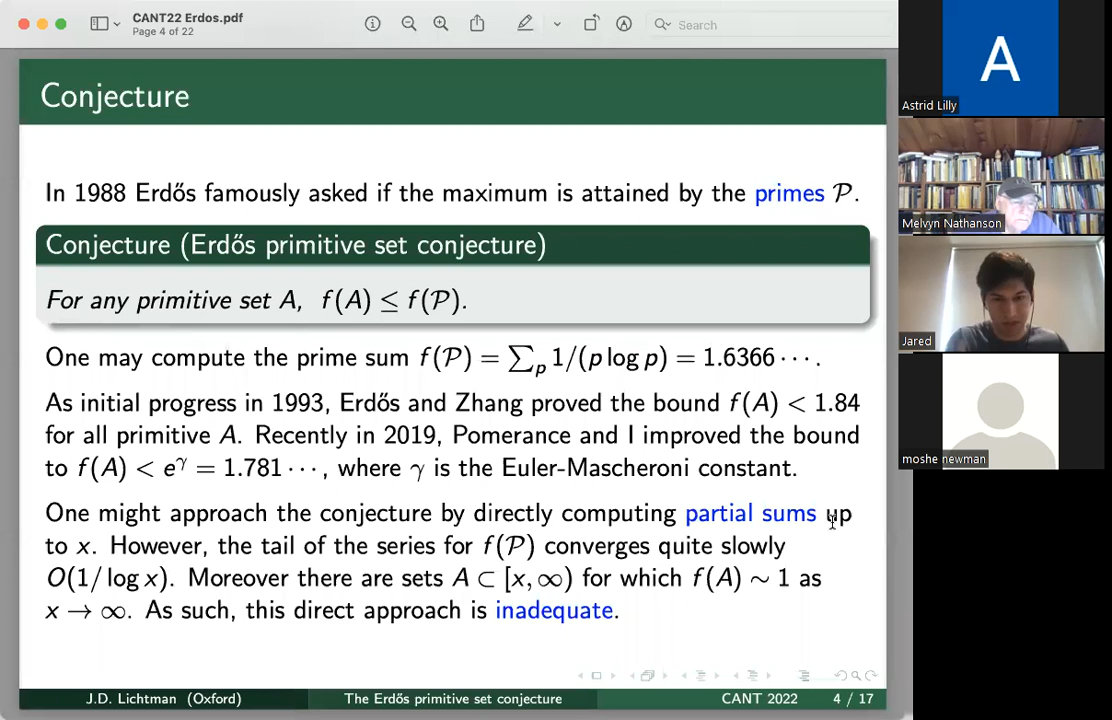 CANT22 Erdos.pdf
Page 4 of 22
Search
Conjecture
In 1988 Erdős famously asked if the maximum is attained by the primes 𝒫.
Conjecture (Erdős primitive set conjecture)
For any primitive set A, f(A) ≤ f(𝒫).
One may compute the prime sum f(𝒫) = ∑ₚ 1/(p log p) = 1.6366 ··· .
As initial progress in 1993, Erdős and Zhang proved the bound f(A) < 1.84
for all primitive A. Recently in 2019, Pomerance and I improved the bound
to f(A) < e^γ = 1.781 ··· , where γ is the Euler-Mascheroni constant.
One might approach the conjecture by directly computing partial sums up
to x. However, the tail of the series for f(𝒫) converges quite slowly
O(1/ log x). Moreover there are sets A ⊂ [x, ∞) for which f(A) ∼ 1 as
x → ∞. As such, this direct approach is inadequate.
J.D. Lichtman (Oxford)
The Erdős primitive set conjecture
CANT 2022
4 / 17
A
Astrid Lilly
Melvyn Nathanson
Jared
moshe newman